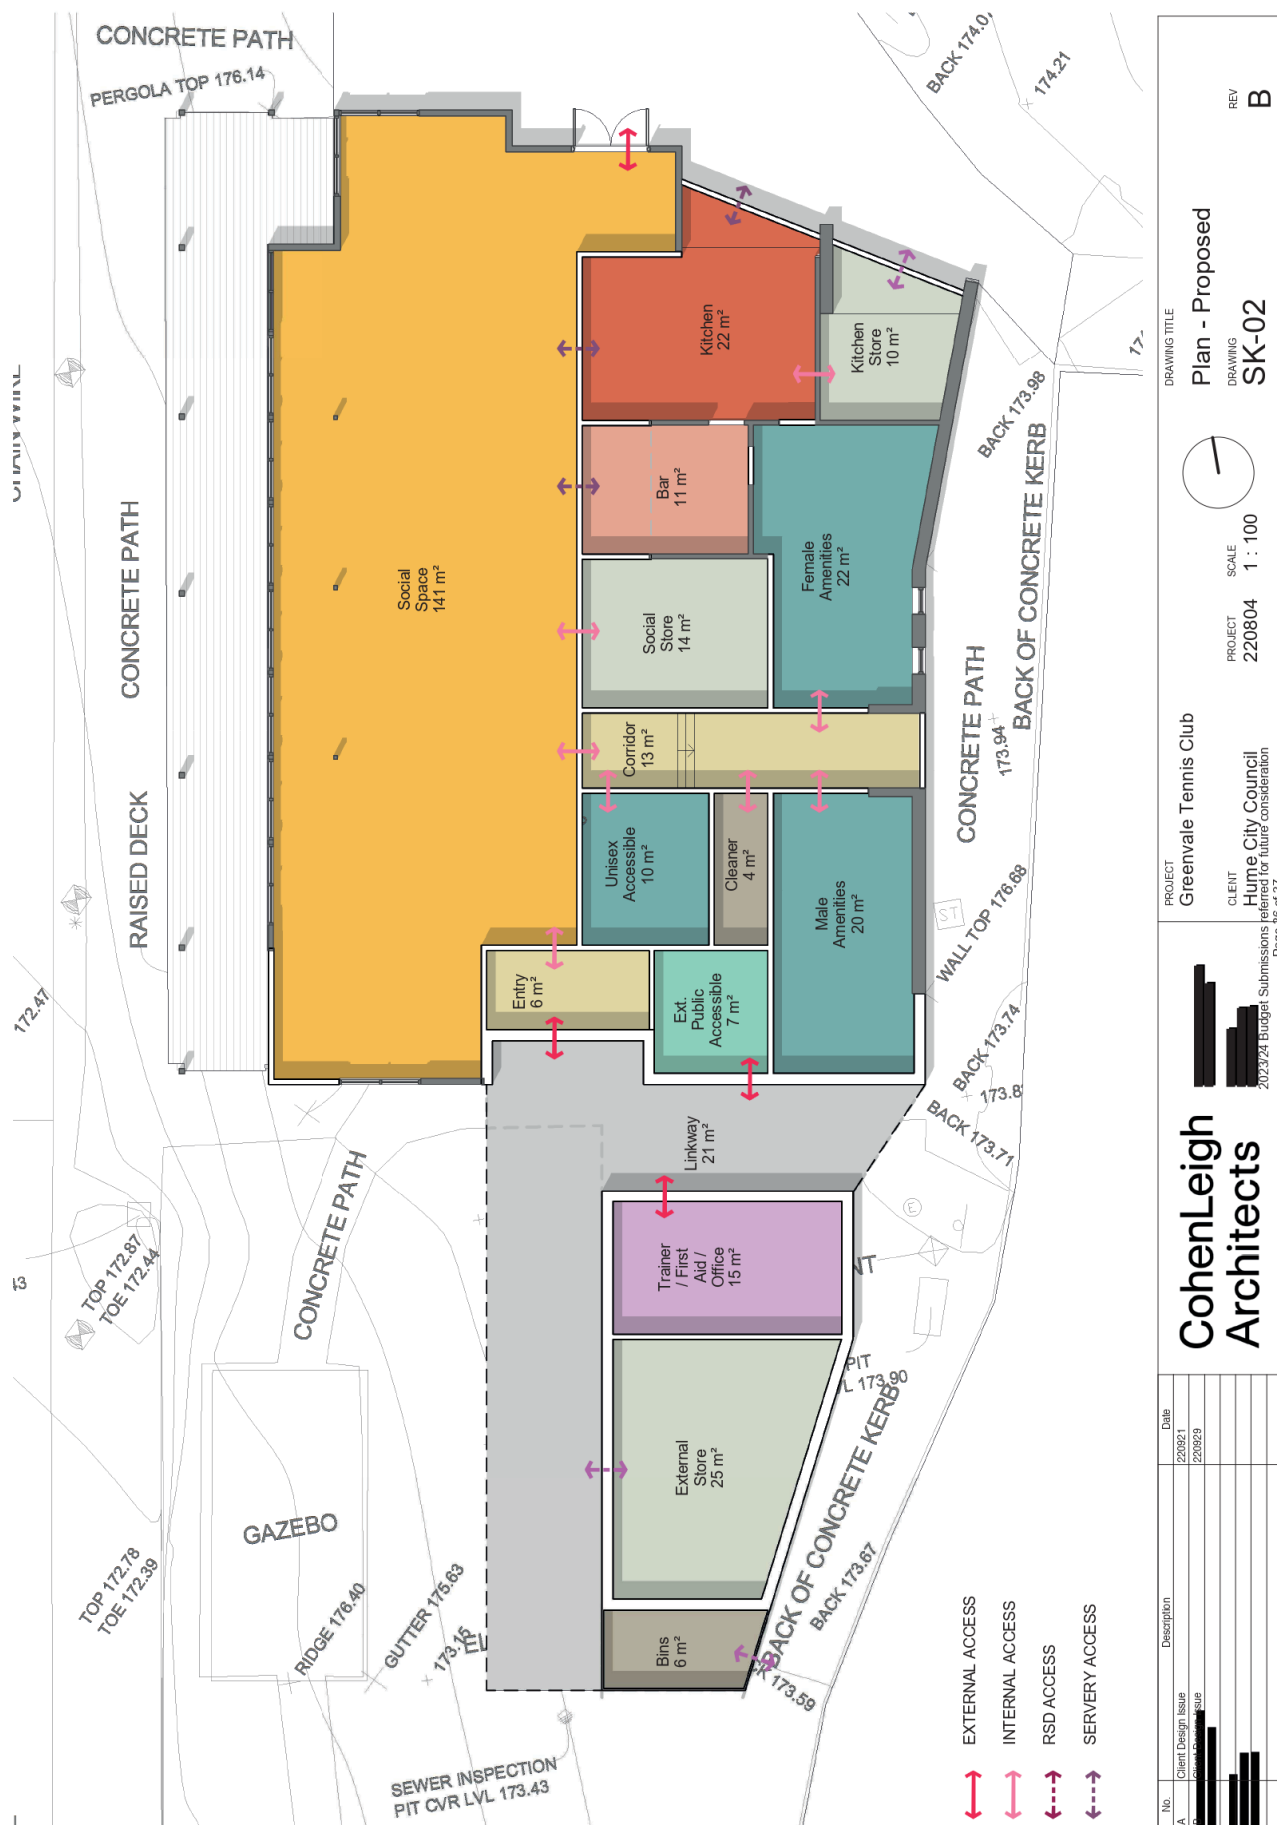 CONCRETE PATH
PERGOLA TOP 176.14
BACK 174.0
174.21
CHAIN WIRE
CONCRETE PATH
RAISED DECK
172.47
Social
Space
141 m²
Kitchen
22 m²
Kitchen
Store
10 m²
Bar
11 m²
Female
Amenities
22 m²
Social
Store
14 m²
Corridor
13 m²
Unisex
Accessible
10 m²
Cleaner
4 m²
Male
Amenities
20 m²
Entry
6 m²
Ext.
Public
Accessible
7 m²
Linkway
21 m²
Trainer
/ First
Aid /
Office
15 m²
External
Store
25 m²
Bins
6 m²
BACK 173.98
BACK OF CONCRETE KERB
CONCRETE PATH
173.94
WALL TOP 176.68
ST
BACK 173.74
173.8
BACK 173.71
E
PIT
173.90
BACK OF CONCRETE KERB
BACK 173.67
173.59
CONCRETE PATH
TOP 172.87
TOE 172.44
GAZEBO
TOP 172.78
TOE 172.39
RIDGE 176.40
GUTTER 175.63
173.15
SEWER INSPECTION
PIT CVR LVL 173.43
EXTERNAL ACCESS
INTERNAL ACCESS
RSD ACCESS
SERVERY ACCESS
No.
Description
Date
A
Client Design Issue
220921
B
Client Design Issue
220929
CohenLeigh
Architects
PROJECT
Greenvale Tennis Club
CLIENT
Hume City Council
2023/24 Budget Submissions referred for future consideration
PROJECT
220804
SCALE
1 : 100
DRAWING TITLE
Plan - Proposed
DRAWING
SK-02
REV
B